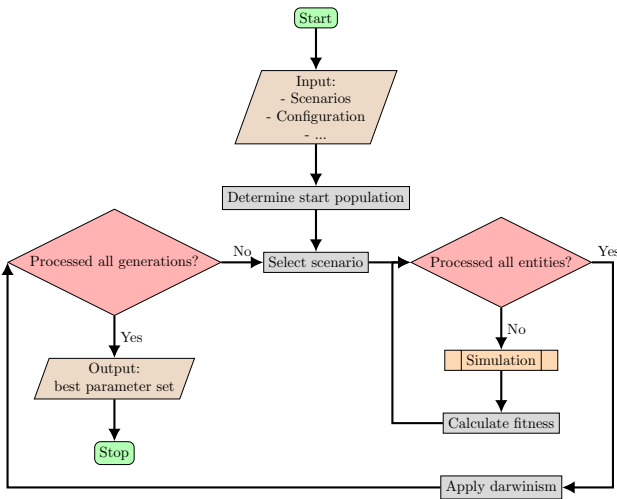 Start
Input:
- Scenarios
- Configuration
- ...
Determine start population
Processed all generations?
No
Select scenario
Processed all entities?
Yes
Yes
No
Output:
best parameter set
Simulation
Calculate fitness
Stop
Apply darwinism